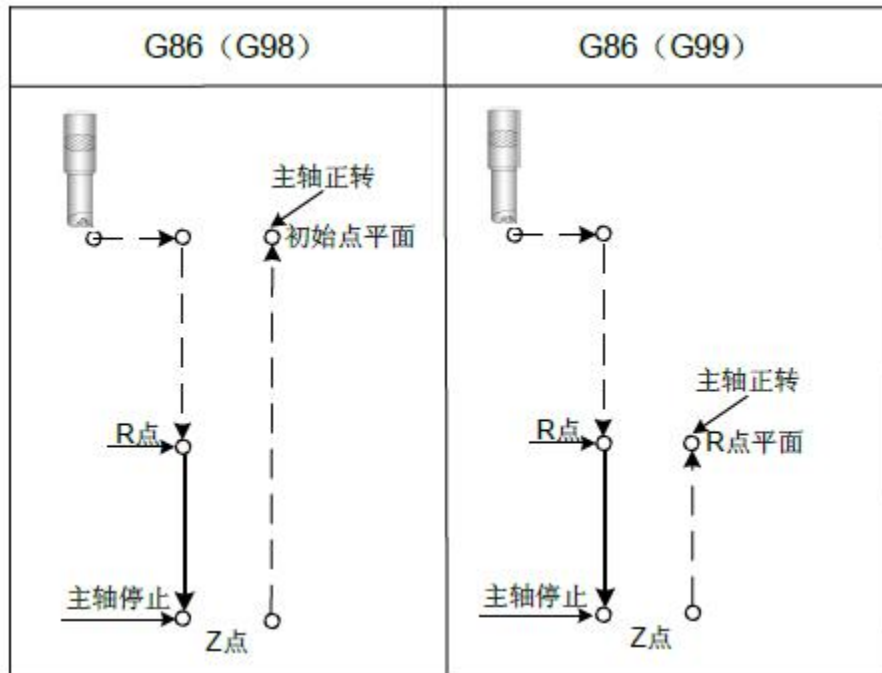 G86（G98）
G86（G99）
主轴正转
初始点平面
R点
主轴停止
Z点
主轴正转
R点
R点平面
主轴停止
Z点